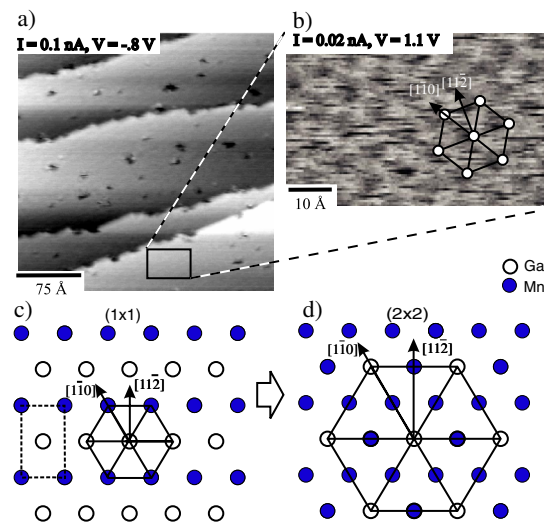 a)
I = 0.1 nA, V = -.8 V
75 Å
b)
I = 0.02 nA, V = 1.1 V
[11̄0]
[112̄]
10 Å
Ga
Mn
c)
(1x1)
[11̄0]
[112̄]
d)
(2x2)
[11̄0]
[112̄]